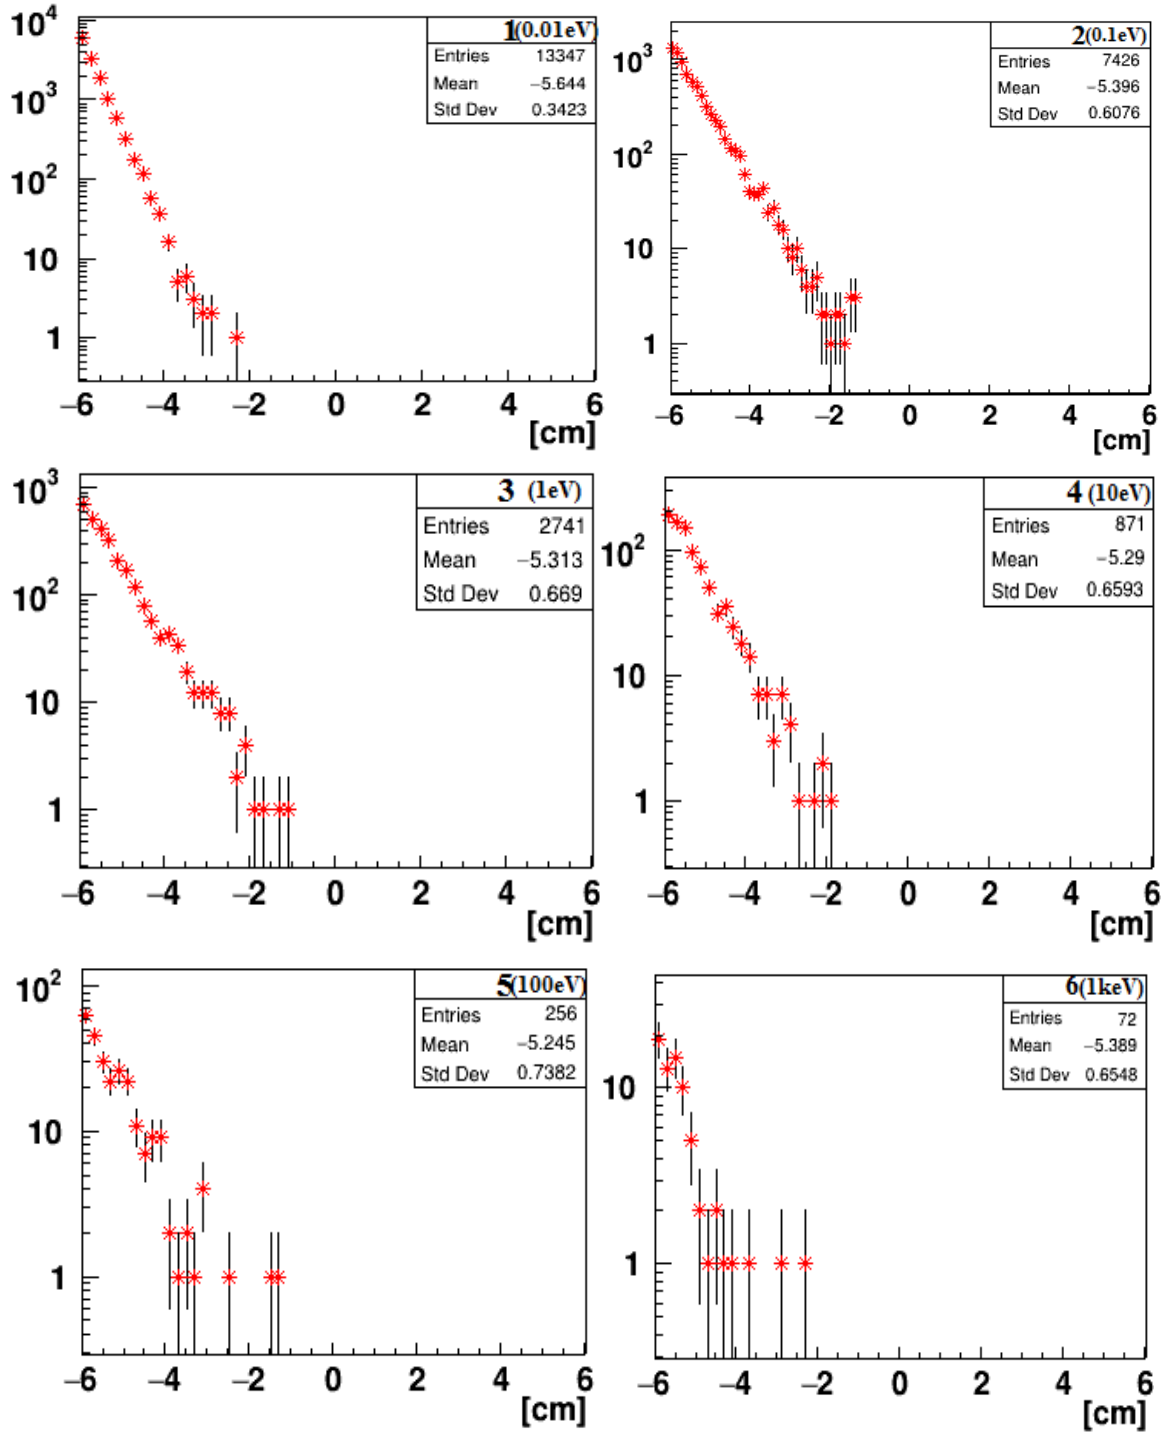 1(0.01eV)
Entries 13347
Mean −5.644
Std Dev 0.3423
10⁴
10³
10²
10
1
−6 −4 −2 0 2 4 6
[cm]
2(0.1eV)
Entries 7426
Mean −5.396
Std Dev 0.6076
10³
10²
10
1
−6 −4 −2 0 2 4 6
[cm]
3 (1eV)
Entries 2741
Mean −5.313
Std Dev 0.669
10³
10²
10
1
−6 −4 −2 0 2 4 6
[cm]
4 (10eV)
Entries 871
Mean −5.29
Std Dev 0.6593
10²
10
1
−6 −4 −2 0 2 4 6
[cm]
5(100eV)
Entries 256
Mean −5.245
Std Dev 0.7382
10²
10
1
−6 −4 −2 0 2 4 6
[cm]
6(1keV)
Entries 72
Mean −5.389
Std Dev 0.6548
10
1
−6 −4 −2 0 2 4 6
[cm]